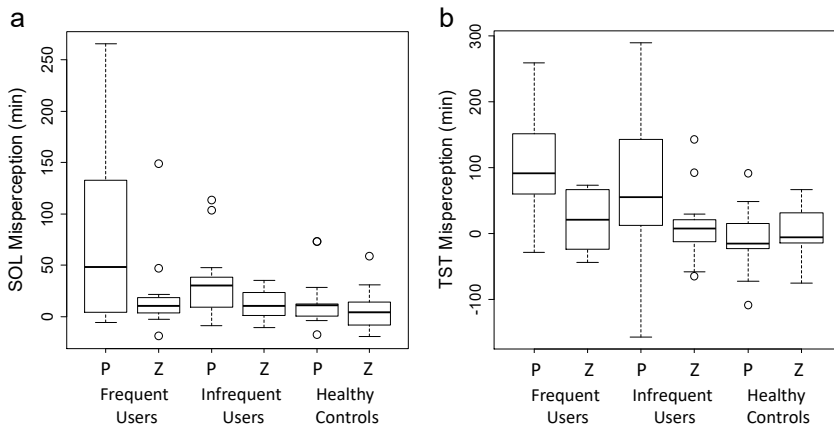 a
SOL Misperception (min)
250
200
150
100
50
0
P Z P Z P Z
Frequent Infrequent Healthy
Users Users Controls
b
TST Misperception (min)
300
200
100
0
-100
P Z P Z P Z
Frequent Infrequent Healthy
Users Users Controls